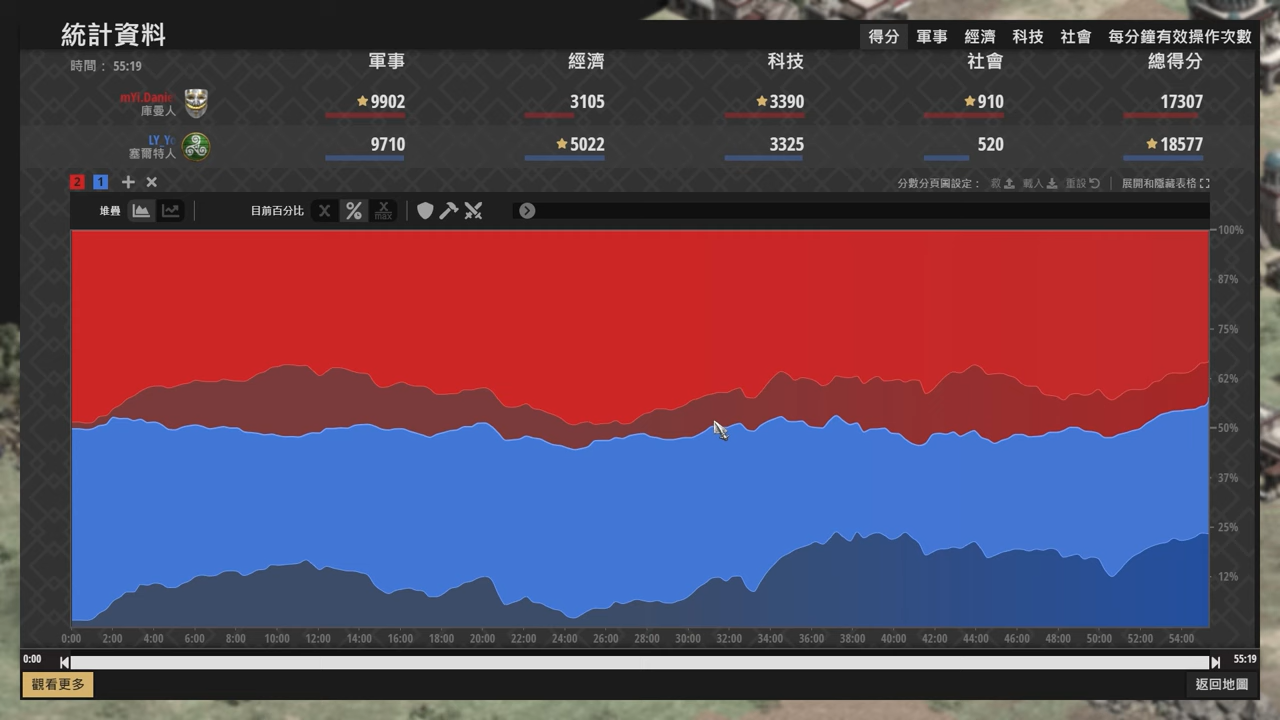 統計資料
得分 軍事 經濟 科技 社會 每分鐘有效操作次數
時間： 55:19
軍事 經濟 科技 社會 總得分
庫曼人 9902 3105 3390 910 17307
塞爾特人 9710 5022 3325 520 18577
2 1
分數分頁圖設定： 載入 重設 展開和隱藏表格
堆疊 目前百分比 X % X max
100%
87%
75%
62%
50%
37%
25%
12%
0:00 2:00 4:00 6:00 8:00 10:00 12:00 14:00 16:00 18:00 20:00 22:00 24:00 26:00 28:00 30:00 32:00 34:00 36:00 38:00 40:00 42:00 44:00 46:00 48:00 50:00 52:00 54:00
0:00 55:19
觀看更多 返回地圖